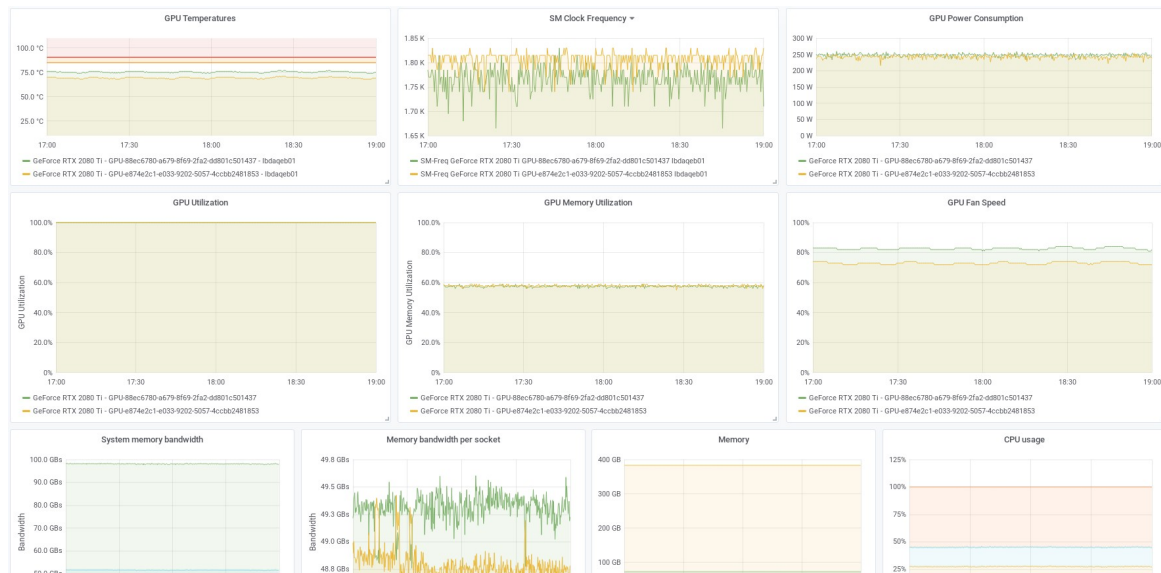 GPU Temperatures
100.0 °C
75.0 °C
50.0 °C
25.0 °C
17:00 17:30 18:00 18:30 19:00
GeForce RTX 2080 Ti - GPU-88ec6780-a679-8f69-2fa2-dd801c501437 - lbdaqeb01
GeForce RTX 2080 Ti - GPU-e874e2c1-e033-9202-5057-4ccbb2481853 - lbdaqeb01
SM Clock Frequency
1.85 K
1.80 K
1.75 K
1.70 K
1.65 K
17:00 17:30 18:00 18:30 19:00
SM-Freq GeForce RTX 2080 Ti GPU-88ec6780-a679-8f69-2fa2-dd801c501437 lbdaqeb01
SM-Freq GeForce RTX 2080 Ti GPU-e874e2c1-e033-9202-5057-4ccbb2481853 lbdaqeb01
GPU Power Consumption
300 W
250 W
200 W
150 W
100 W
50 W
0 W
17:00 17:30 18:00 18:30 19:00
GeForce RTX 2080 Ti - GPU-88ec6780-a679-8f69-2fa2-dd801c501437
GeForce RTX 2080 Ti - GPU-e874e2c1-e033-9202-5057-4ccbb2481853
GPU Utilization
GPU Utilization
100.0%
80.0%
60.0%
40.0%
20.0%
0%
17:00 17:30 18:00 18:30 19:00
GeForce RTX 2080 Ti - GPU-88ec6780-a679-8f69-2fa2-dd801c501437
GeForce RTX 2080 Ti - GPU-e874e2c1-e033-9202-5057-4ccbb2481853
GPU Memory Utilization
GPU Memory Utilization
100.0%
80.0%
60.0%
40.0%
20.0%
0%
17:00 17:30 18:00 18:30 19:00
GeForce RTX 2080 Ti - GPU-88ec6780-a679-8f69-2fa2-dd801c501437
GeForce RTX 2080 Ti - GPU-e874e2c1-e033-9202-5057-4ccbb2481853
GPU Fan Speed
100%
80%
60%
40%
20%
0%
17:00 17:30 18:00 18:30 19:00
GeForce RTX 2080 Ti - GPU-88ec6780-a679-8f69-2fa2-dd801c501437
GeForce RTX 2080 Ti - GPU-e874e2c1-e033-9202-5057-4ccbb2481853
System memory bandwidth
Bandwidth
100.0 GBs
90.0 GBs
80.0 GBs
70.0 GBs
60.0 GBs
Memory bandwidth per socket
Bandwidth
49.8 GBs
49.5 GBs
49.3 GBs
49.0 GBs
48.8 GBs
Memory
400 GB
300 GB
200 GB
100 GB
CPU usage
125%
100%
75%
50%
25%